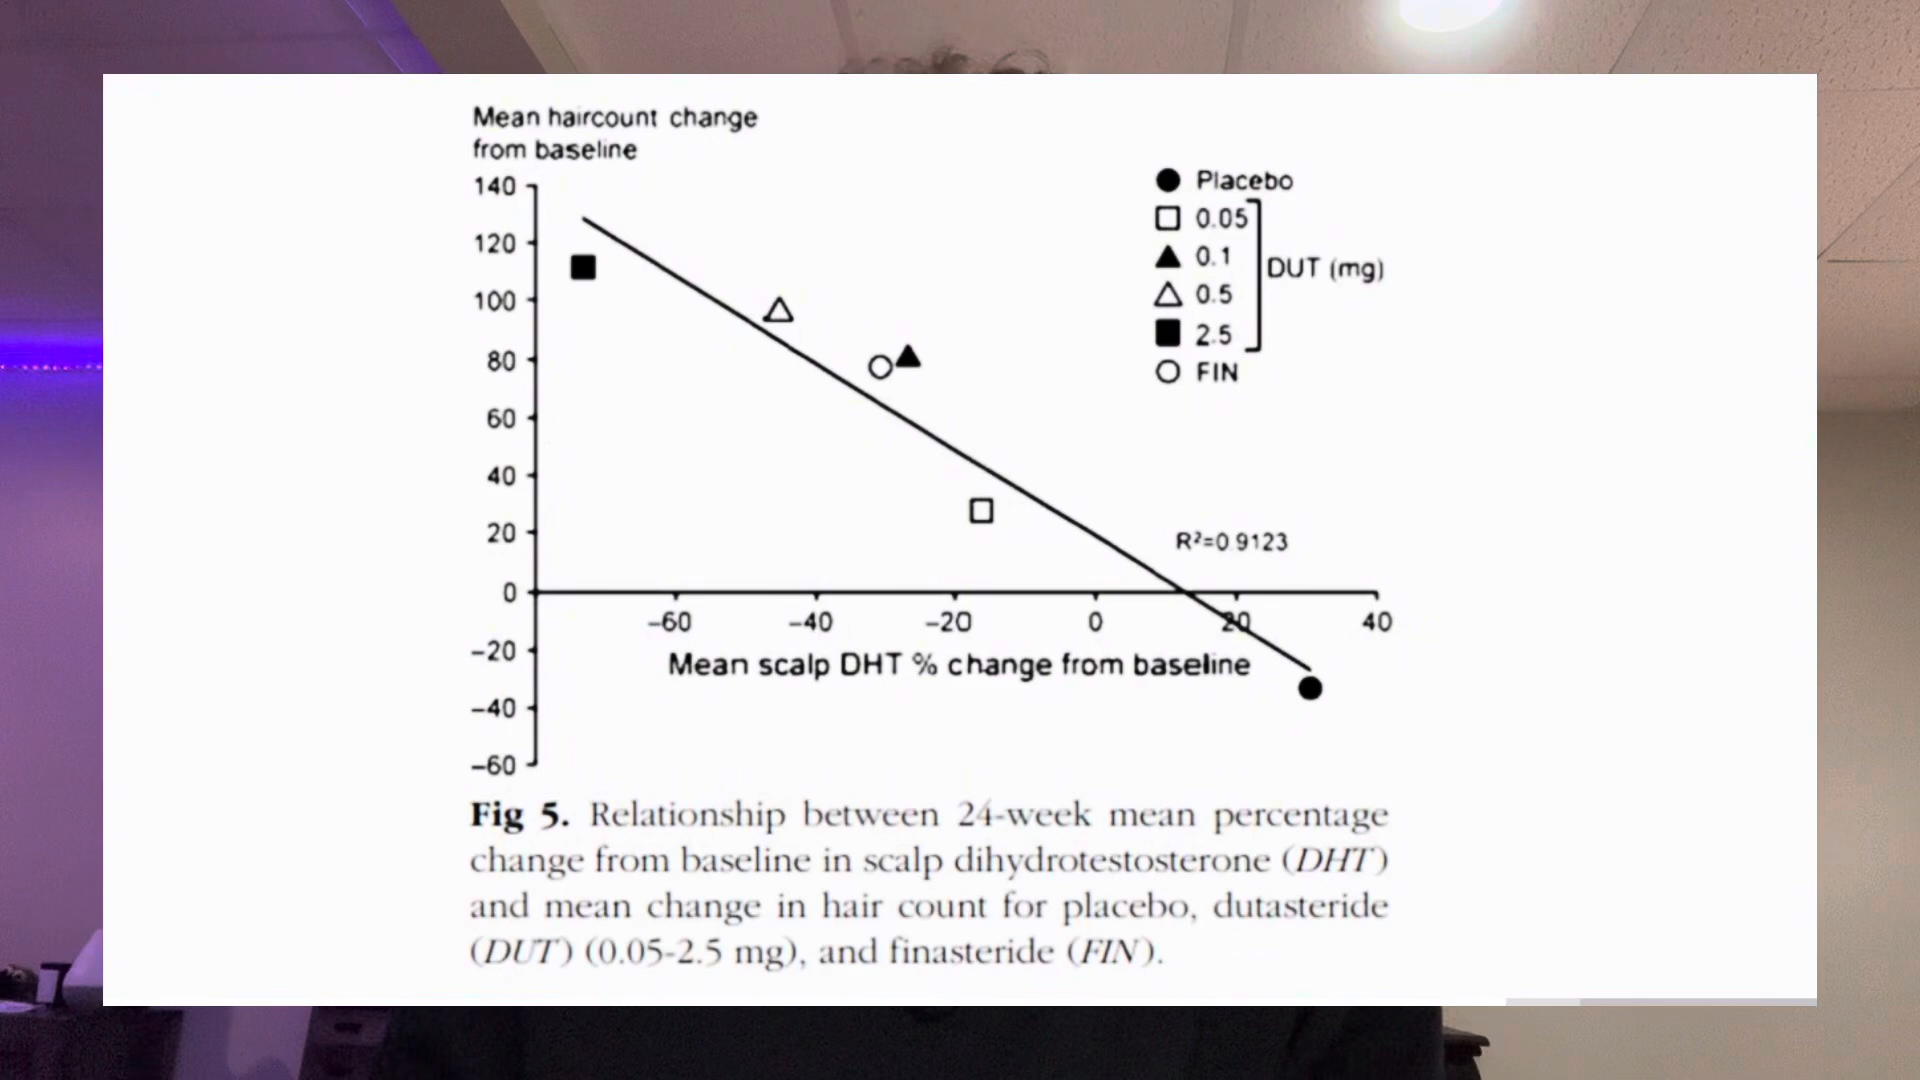 Mean haircount change
from baseline
140
120
100
80
60
40
20
0
−20
−40
−60
Placebo
0.05
0.1
0.5
2.5
DUT (mg)
FIN
R²=0.9123
−60 −40 −20 0 20 40
Mean scalp DHT % change from baseline
Fig 5. Relationship between 24-week mean percentage
change from baseline in scalp dihydrotestosterone (DHT)
and mean change in hair count for placebo, dutasteride
(DUT) (0.05-2.5 mg), and finasteride (FIN).